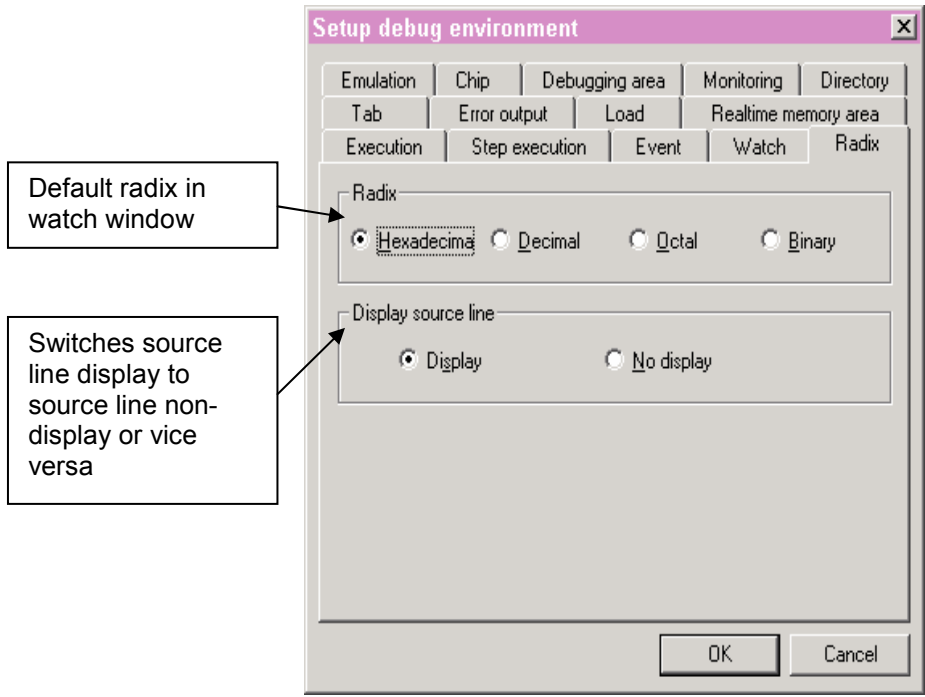 Setup debug environment
Emulation Chip Debugging area Monitoring Directory
Tab Error output Load Realtime memory area
Execution Step execution Event Watch Radix
Default radix in
watch window
Radix
Hexadecima Decimal Octal Binary
Switches source
line display to
source line non-
display or vice
versa
Display source line
Display No display
OK Cancel